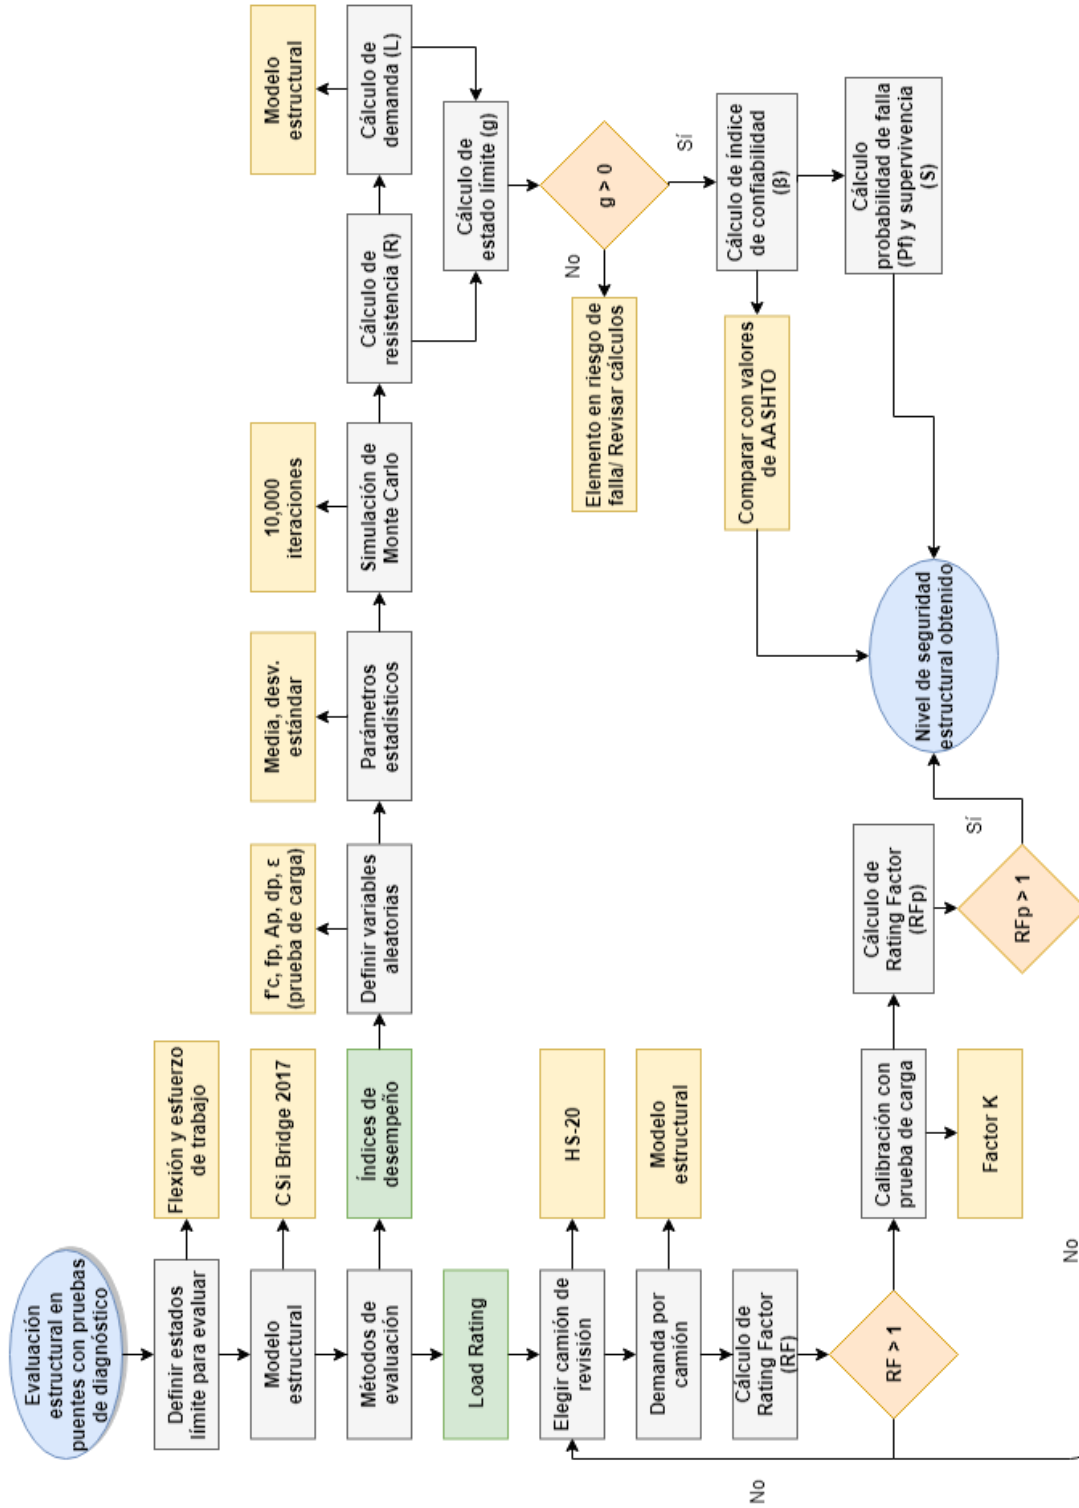 Evaluación
estructural en
puentes con pruebas
de diagnóstico
Definir estados
límite para evaluar
Flexión y esfuerzo
de trabajo
Modelo
estructural
CSi Bridge 2017
Métodos de
evaluación
Índices de
desempeño
Definir variables
aleatorias
f'c, fp, Ap, dp, ε
(prueba de carga)
Parámetros
estadísticos
Media, desv.
estándar
Simulación de
Monte Carlo
10,000
iteraciones
Cálculo de
resistencia (R)
Cálculo de
demanda (L)
Modelo
estructural
Cálculo de
estado límite (g)
g > 0
No
Elemento en riesgo de
falla/ Revisar cálculos
Sí
Cálculo de índice
de confiabilidad
(β)
Comparar con valores
de AASHTO
Cálculo
probabilidad de falla
(Pf) y supervivencia
(S)
Nivel de seguridad
estructural obtenido
Load Rating
Elegir camión de
revisión
HS-20
Demanda por
camión
Modelo
estructural
Cálculo de
Rating Factor
(RF)
RF > 1
No
Calibración con
prueba de carga
Factor K
Cálculo de
Rating Factor
(RFp)
RFp > 1
Sí
No